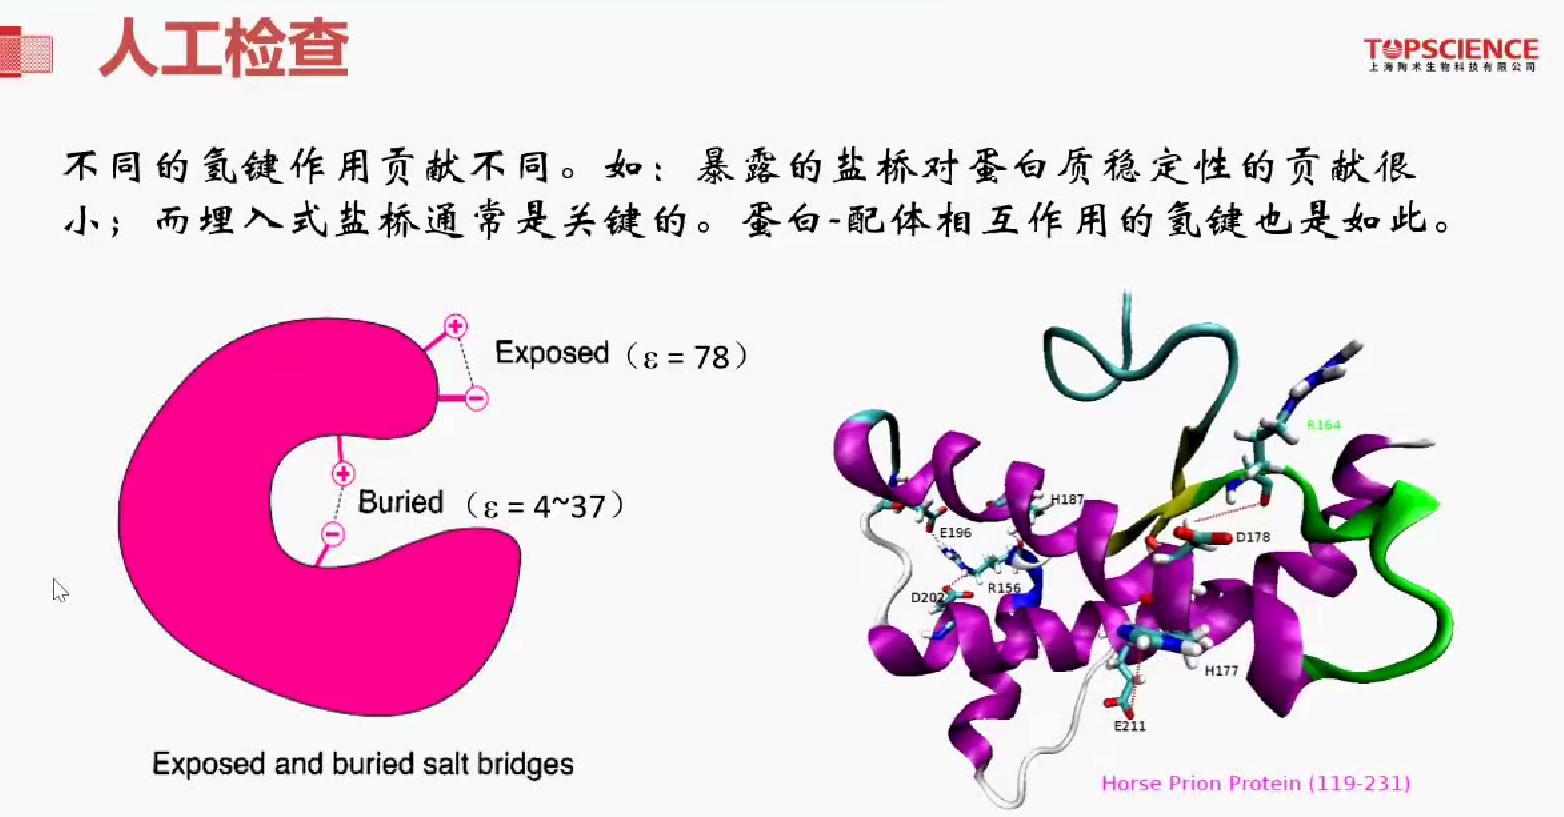 人工检查
TOPSCIENCE
上海陶术生物科技有限公司
不同的氢键作用贡献不同。如：暴露的盐桥对蛋白质稳定性的贡献很
小；而埋入式盐桥通常是关键的。蛋白-配体相互作用的氢键也是如此。
Exposed（ε = 78）
Buried（ε = 4~37）
Exposed and buried salt bridges
R164
H187
E196
D178
R156
D202
H177
E211
Horse Prion Protein (119-231)